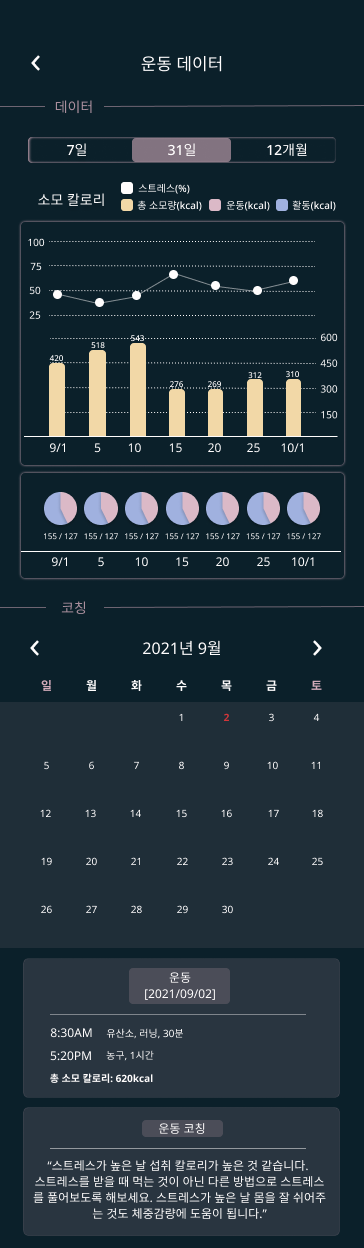 운동 데이터
데이터
7일 31일 12개월
소모 칼로리
스트레스(%)
총 소모량(kcal) 운동(kcal) 활동(kcal)
100
75
50
25
600
450
300
150
420 518 543 276 269 312 310
9/1 5 10 15 20 25 10/1
155 / 127 155 / 127 155 / 127 155 / 127 155 / 127 155 / 127 155 / 127
9/1 5 10 15 20 25 10/1
코칭
2021년 9월
일 월 화 수 목 금 토
1 2 3 4
5 6 7 8 9 10 11
12 13 14 15 16 17 18
19 20 21 22 23 24 25
26 27 28 29 30
운동
[2021/09/02]
8:30AM 유산소, 러닝, 30분
5:20PM 농구, 1시간
총 소모 칼로리: 620kcal
운동 코칭
“스트레스가 높은 날 섭취 칼로리가 높은 것 같습니다.
스트레스를 받을 때 먹는 것이 아닌 다른 방법으로 스트레스
를 풀어보도록 해보세요. 스트레스가 높은 날 몸을 잘 쉬어주
는 것도 체중감량에 도움이 됩니다.”